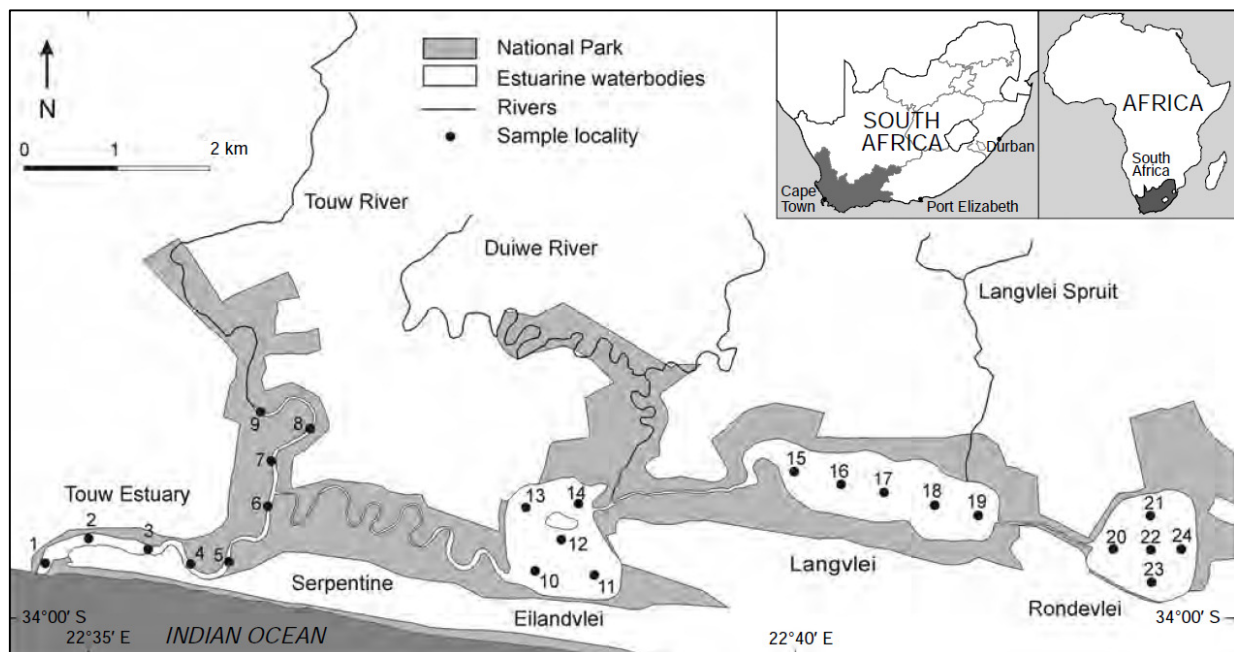 N
0 1 2 km
National Park
Estuarine waterbodies
Rivers
Sample locality
SOUTH
AFRICA
Durban
Cape
Town
Port Elizabeth
AFRICA
South
Africa
Touw River
Duiwe River
Langvlei Spruit
9
8
7
6
Touw Estuary
1
2
3
4
5
13
14
12
10
11
15
16
17
18
19
21
20
22
24
23
Serpentine
Eilandvlei
Langvlei
Rondevlei
34°00′ S
22°35′ E
INDIAN OCEAN
22°40′ E
34°00′ S